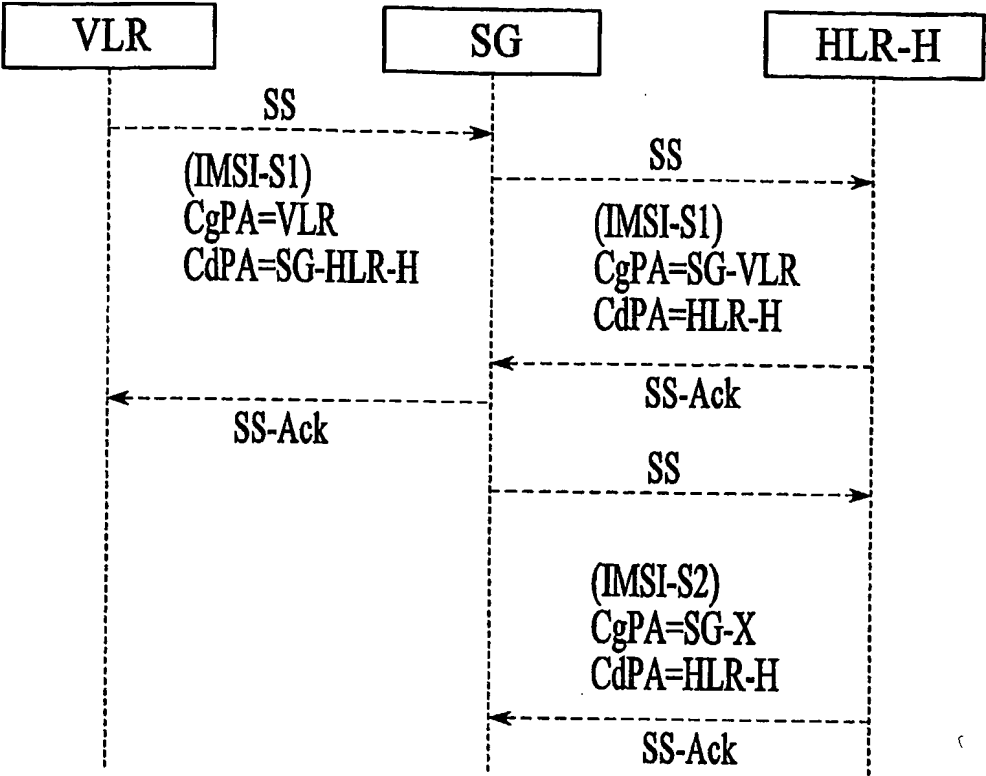 VLR
SG
HLR-H
SS
(IMSI-S1)
CgPA=VLR
CdPA=SG-HLR-H
SS
(IMSI-S1)
CgPA=SG-VLR
CdPA=HLR-H
SS-Ack
SS-Ack
SS
(IMSI-S2)
CgPA=SG-X
CdPA=HLR-H
SS-Ack